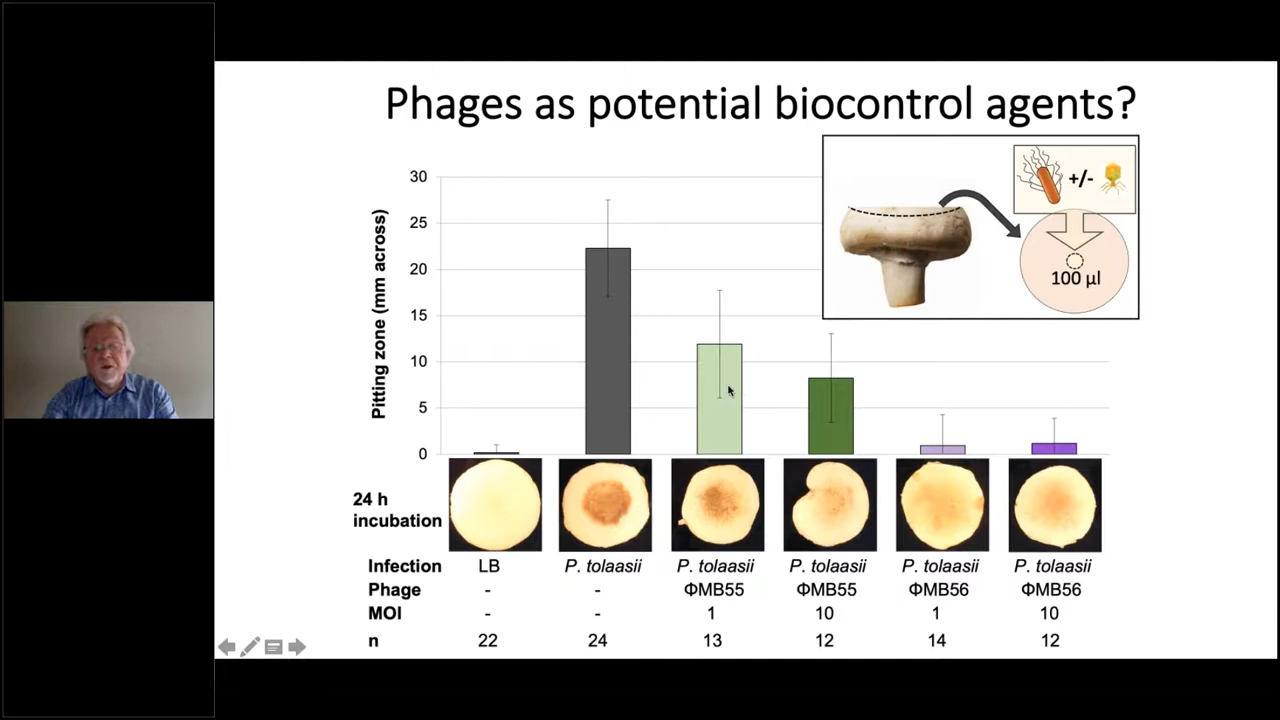 Phages as potential biocontrol agents?
30
25
20
15
10
5
0
Pitting zone (mm across)
+/-
100 µl
24 h
incubation
Infection LB P. tolaasii P. tolaasii P. tolaasii P. tolaasii P. tolaasii
Phage - - ΦMB55 ΦMB55 ΦMB56 ΦMB56
MOI - - 1 10 1 10
n 22 24 13 12 14 12